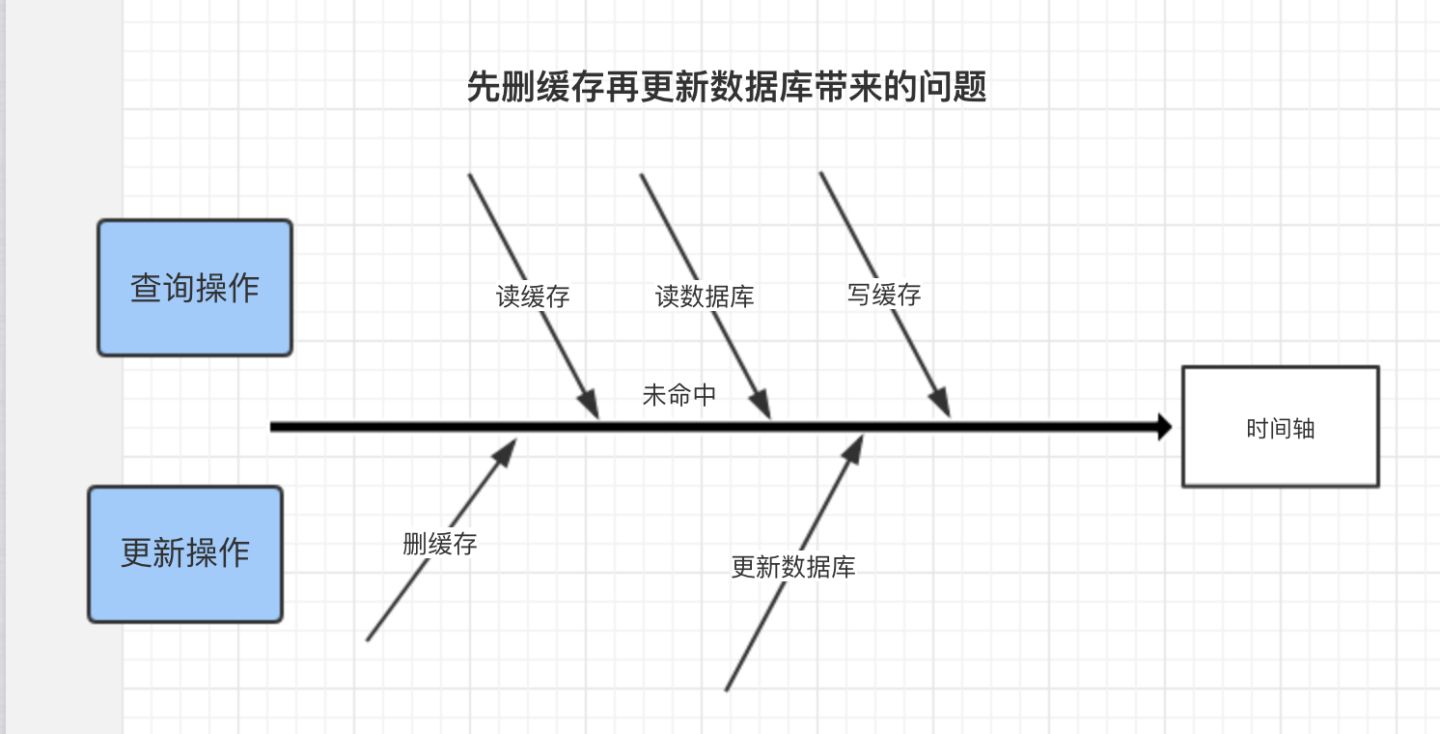 先删缓存再更新数据库带来的问题
查询操作
读缓存
读数据库
写缓存
未命中
时间轴
更新操作
删缓存
更新数据库